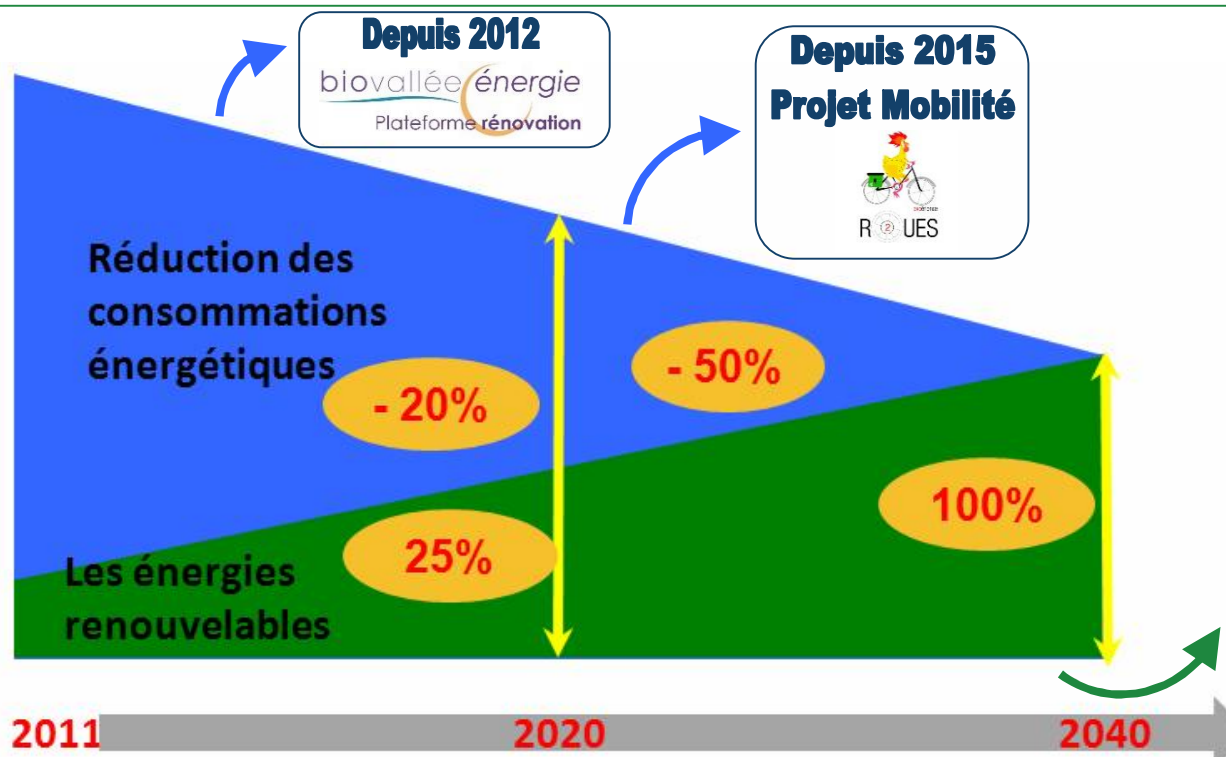 Depuis 2012
biovallée énergie
Plateforme rénovation
Depuis 2015
Projet Mobilité
R 2 UES
Réduction des
consommations
énergétiques
- 20%
- 50%
25%
100%
Les énergies
renouvelables
2011
2020
2040